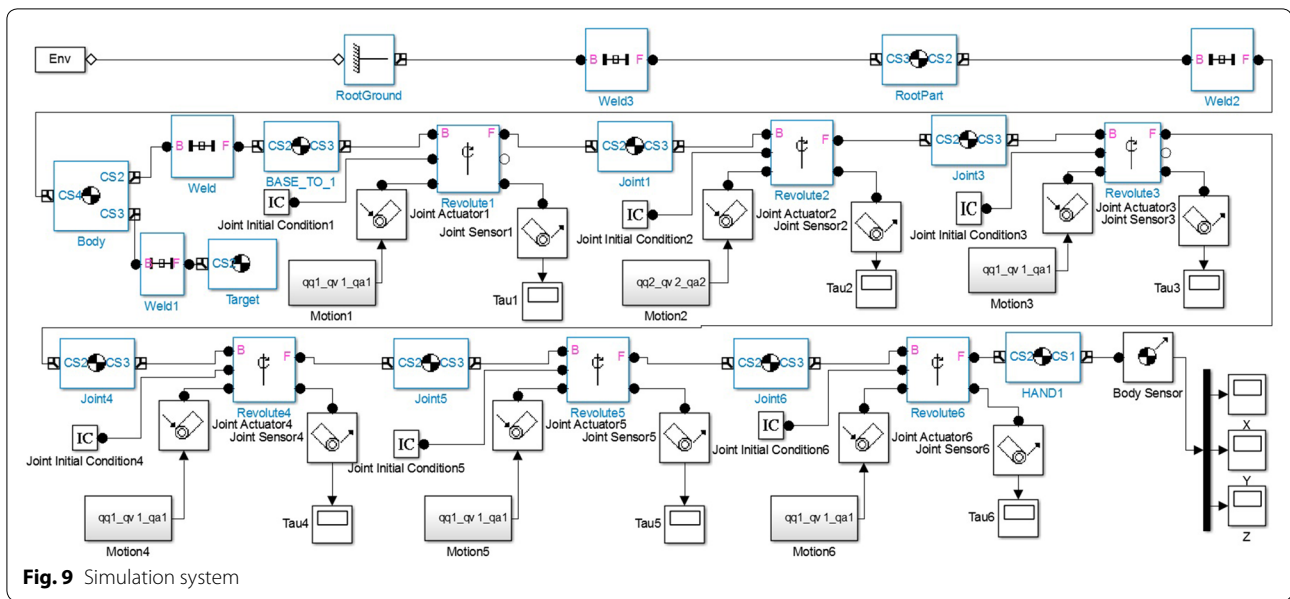 Env
RootGround
B F
Weld3
CS3 CS2
RootPart
B F
Weld2
CS4 CS2
CS3
Body
B F
Weld
CS2 CS3
BASE_TO_1
B F
Revolute1
IC
Joint Initial Condition1
Joint Actuator1
Joint Sensor1
qq1_qv 1_qa1
Motion1
Tau1
B F
Weld1
CS2
Target
CS2 CS3
Joint1
B F
Revolute2
IC
Joint Initial Condition2
Joint Actuator2
Joint Sensor2
qq2_qv 2_qa2
Motion2
Tau2
CS2 CS3
Joint3
B F
Revolute3
IC
Joint Initial Condition3
Joint Actuator3
Joint Sensor3
qq1_qv 1_qa1
Motion3
Tau3
CS2 CS3
Joint4
B F
Revolute4
IC
Joint Initial Condition4
Joint Actuator4
Joint Sensor4
qq1_qv 1_qa1
Motion4
Tau4
CS2 CS3
Joint5
B F
Revolute5
IC
Joint Initial Condition5
Joint Actuator5
Joint Sensor5
qq1_qv 1_qa1
Motion5
Tau5
CS2 CS3
Joint6
B F
Revolute6
IC
Joint Initial Condition6
Joint Actuator6
Joint Sensor6
qq1_qv 1_qa1
Motion6
Tau6
CS2 CS1
HAND1
Body Sensor
X
Y
Z
Fig. 9 Simulation system